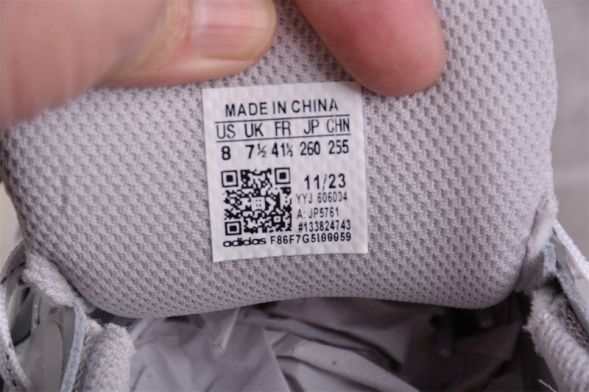 MADE IN CHINA
US UK FR JP CHN
8 7½ 41⅓ 260 255
11/23
YYJ 606004
A: JP5761
#133824743
adidas F86F7G5100059